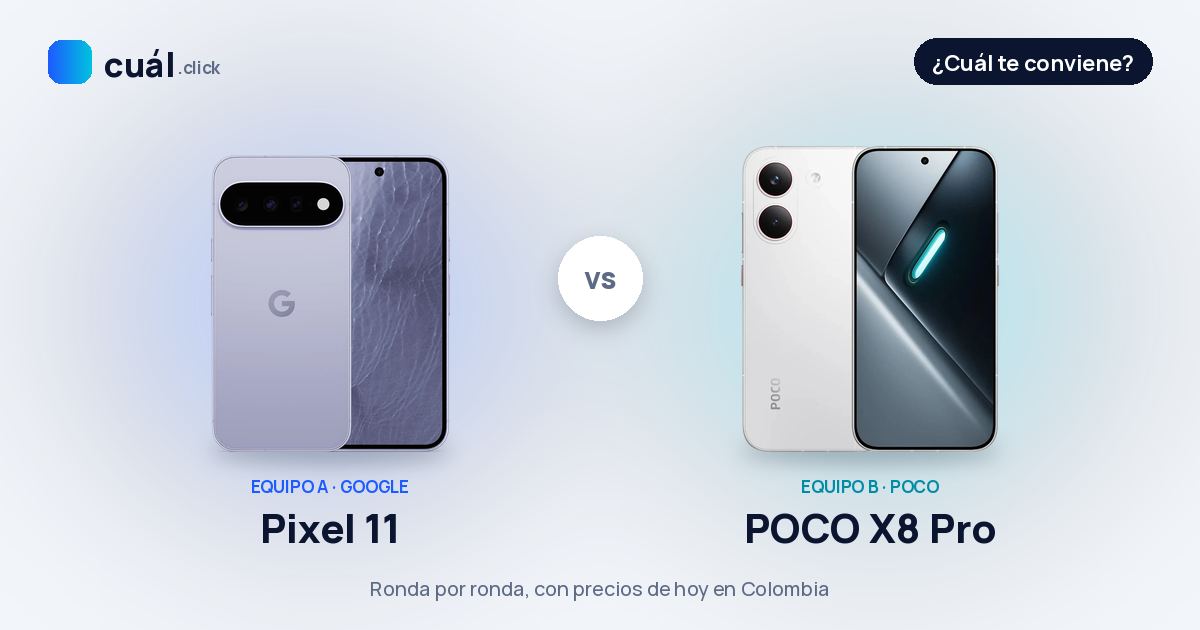 cuál.click
¿Cuál te conviene?
G
POCO
VS
EQUIPO A · GOOGLE
Pixel 11
EQUIPO B · POCO
POCO X8 Pro
Ronda por ronda, con precios de hoy en Colombia